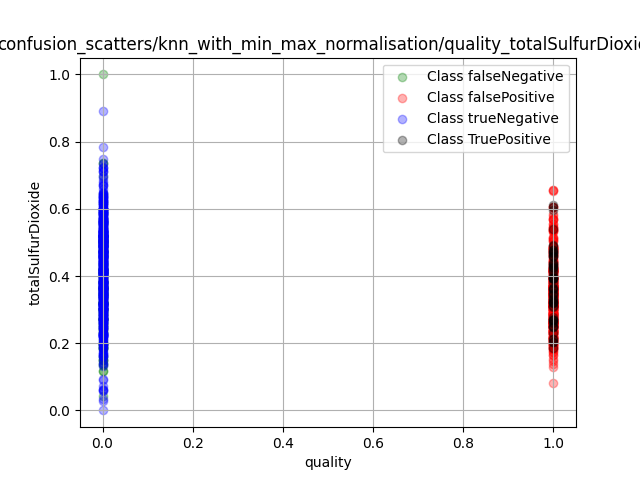 confusion_scatters/knn_with_min_max_normalisation/quality_totalSulfurDioxide
Class falseNegative
Class falsePositive
Class trueNegative
Class TruePositive
totalSulfurDioxide
1.0
0.8
0.6
0.4
0.2
0.0
0.0 0.2 0.4 0.6 0.8 1.0
quality